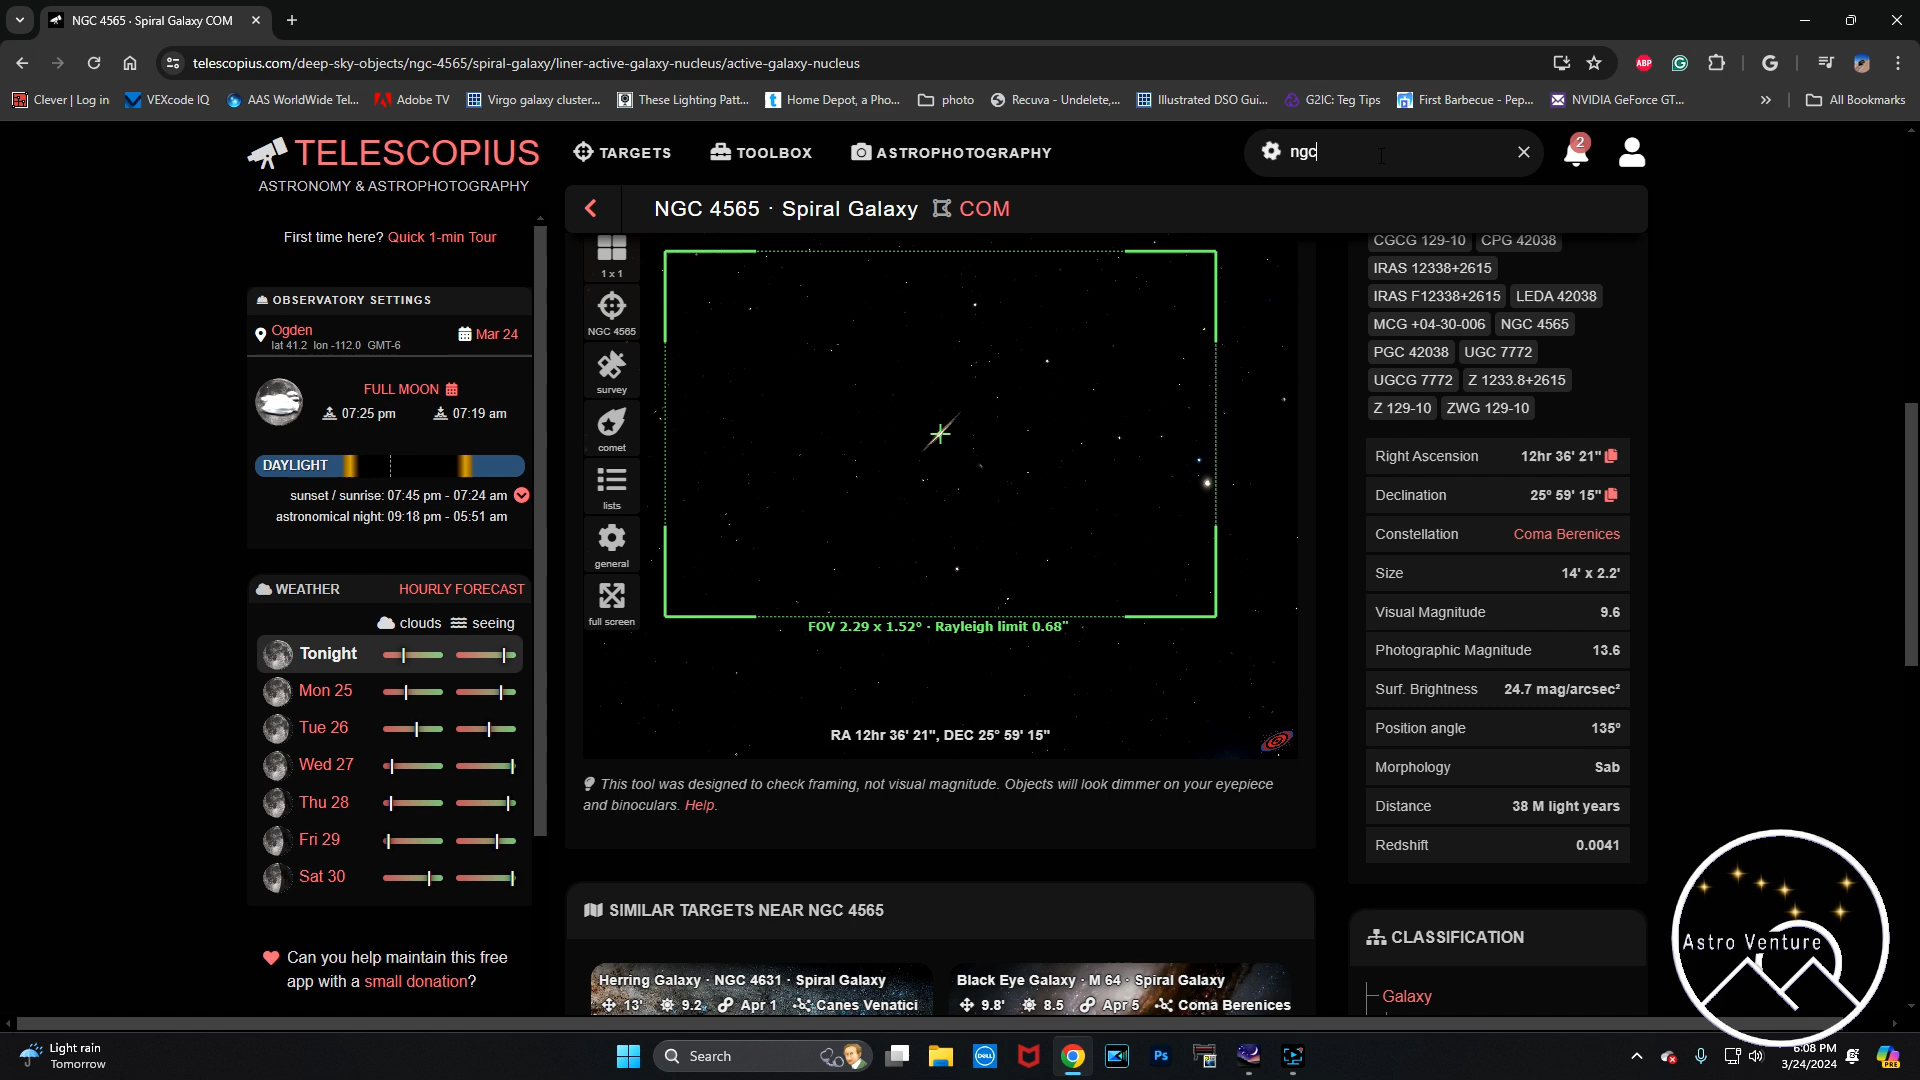 NGC 4565 · Spiral Galaxy COM
telescopius.com/deep-sky-objects/ngc-4565/spiral-galaxy/liner-active-galaxy-nucleus/active-galaxy-nucleus
Clever | Log in VEXcode IQ AAS WorldWide Tel... Adobe TV Virgo galaxy cluster... These Lighting Patt... Home Depot, a Pho... photo Recuva - Undelete,... Illustrated DSO Gui... G2IC: Teg Tips First Barbecue - Pep... NVIDIA GeForce GT... » All Bookmarks
TELESCOPIUS
ASTRONOMY & ASTROPHOTOGRAPHY
TARGETS TOOLBOX ASTROPHOTOGRAPHY
ngc
2
First time here? Quick 1-min Tour
OBSERVATORY SETTINGS
Ogden
lat 41.2 lon -112.0 GMT-6
Mar 24
FULL MOON
07:25 pm 07:19 am
DAYLIGHT
sunset / sunrise: 07:45 pm - 07:24 am
astronomical night: 09:18 pm - 05:51 am
WEATHER HOURLY FORECAST
clouds seeing
Tonight
Mon 25
Tue 26
Wed 27
Thu 28
Fri 29
Sat 30
Can you help maintain this free
app with a small donation?
NGC 4565 · Spiral Galaxy COM
1 x 1
NGC 4565
survey
comet
lists
general
full screen
FOV 2.29 x 1.52° · Rayleigh limit 0.68"
RA 12hr 36' 21", DEC 25° 59' 15"
This tool was designed to check framing, not visual magnitude. Objects will look dimmer on your eyepiece
and binoculars. Help.
SIMILAR TARGETS NEAR NGC 4565
Herring Galaxy · NGC 4631 · Spiral Galaxy
13' 9.2 Apr 1 Canes Venatici
Black Eye Galaxy · M 64 · Spiral Galaxy
9.8' 8.5 Apr 5 Coma Berenices
CGCG 129-10 CPG 42038
IRAS 12338+2615
IRAS F12338+2615 LEDA 42038
MCG +04-30-006 NGC 4565
PGC 42038 UGC 7772
UGCG 7772 Z 1233.8+2615
Z 129-10 ZWG 129-10
Right Ascension 12hr 36' 21"
Declination 25° 59' 15"
Constellation Coma Berenices
Size 14' x 2.2'
Visual Magnitude 9.6
Photographic Magnitude 13.6
Surf. Brightness 24.7 mag/arcsec²
Position angle 135°
Morphology Sab
Distance 38 M light years
Redshift 0.0041
CLASSIFICATION
Galaxy
Astro Venture
Light rain
Tomorrow
Search
6:08 PM
3/24/2024